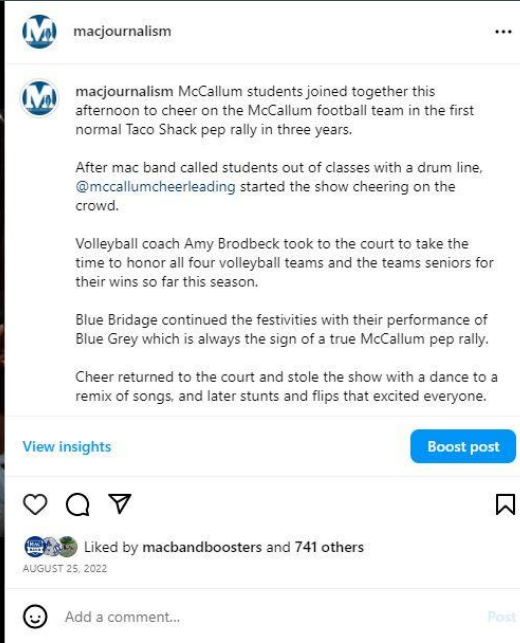 macjournalism
macjournalism McCallum students joined together this
afternoon to cheer on the McCallum football team in the first
normal Taco Shack pep rally in three years.
After mac band called students out of classes with a drum line,
@mccallumcheerleading started the show cheering on the
crowd.
Volleyball coach Amy Brodbeck took to the court to take the
time to honor all four volleyball teams and the teams seniors for
their wins so far this season.
Blue Bridage continued the festivities with their performance of
Blue Grey which is always the sign of a true McCallum pep rally.
Cheer returned to the court and stole the show with a dance to a
remix of songs, and later stunts and flips that excited everyone.
View insights
Boost post
Liked by macbandboosters and 741 others
AUGUST 25, 2022
Add a comment...
Post